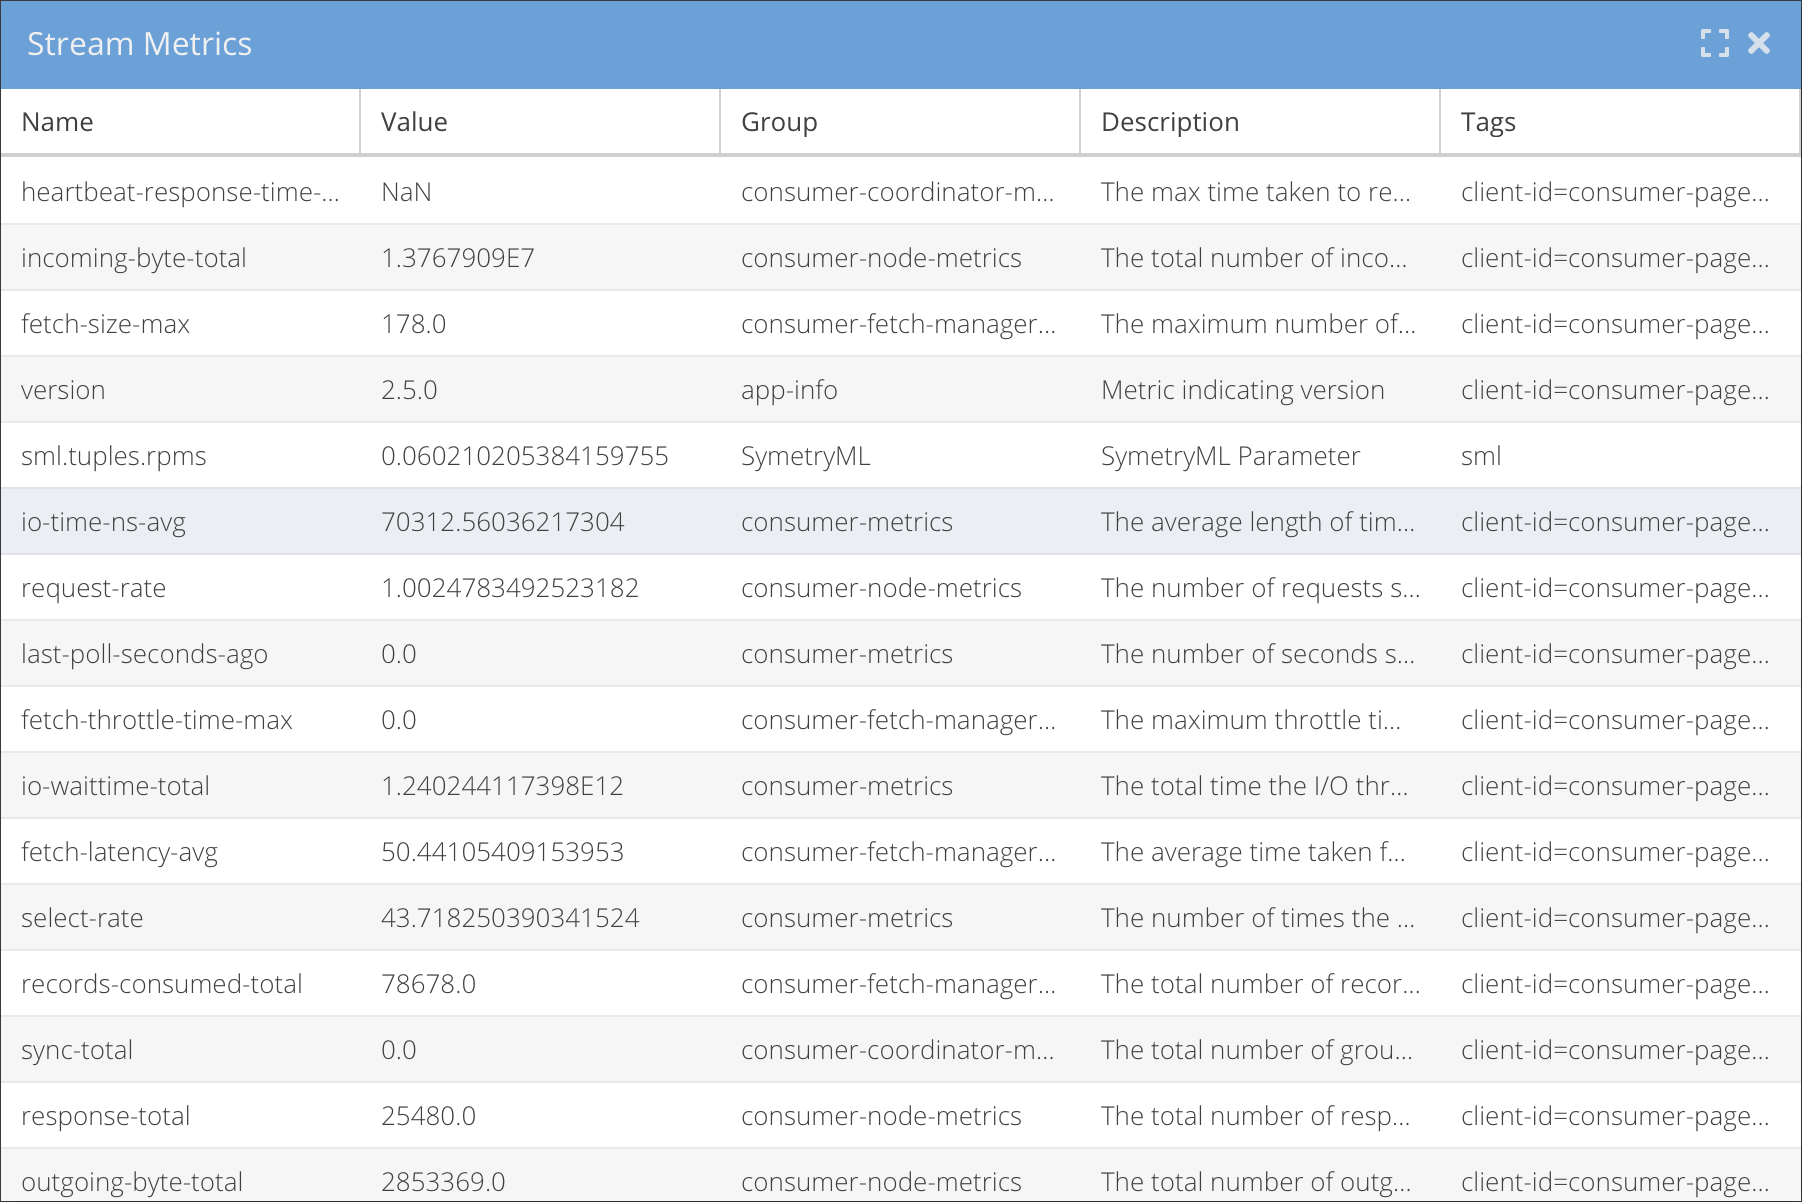 Stream Metrics
Name Value Group Description Tags
heartbeat-response-time-... NaN consumer-coordinator-m... The max time taken to re... client-id=consumer-page...
incoming-byte-total 1.3767909E7 consumer-node-metrics The total number of inco... client-id=consumer-page...
fetch-size-max 178.0 consumer-fetch-manager... The maximum number of... client-id=consumer-page...
version 2.5.0 app-info Metric indicating version client-id=consumer-page...
sml.tuples.rpms 0.060210205384159755 SymetryML SymetryML Parameter sml
io-time-ns-avg 70312.56036217304 consumer-metrics The average length of tim... client-id=consumer-page...
request-rate 1.0024783492523182 consumer-node-metrics The number of requests s... client-id=consumer-page...
last-poll-seconds-ago 0.0 consumer-metrics The number of seconds s... client-id=consumer-page...
fetch-throttle-time-max 0.0 consumer-fetch-manager... The maximum throttle ti... client-id=consumer-page...
io-waittime-total 1.240244117398E12 consumer-metrics The total time the I/O thr... client-id=consumer-page...
fetch-latency-avg 50.44105409153953 consumer-fetch-manager... The average time taken f... client-id=consumer-page...
select-rate 43.718250390341524 consumer-metrics The number of times the ... client-id=consumer-page...
records-consumed-total 78678.0 consumer-fetch-manager... The total number of recor... client-id=consumer-page...
sync-total 0.0 consumer-coordinator-m... The total number of grou... client-id=consumer-page...
response-total 25480.0 consumer-node-metrics The total number of resp... client-id=consumer-page...
outgoing-byte-total 2853369.0 consumer-node-metrics The total number of outg... client-id=consumer-page...